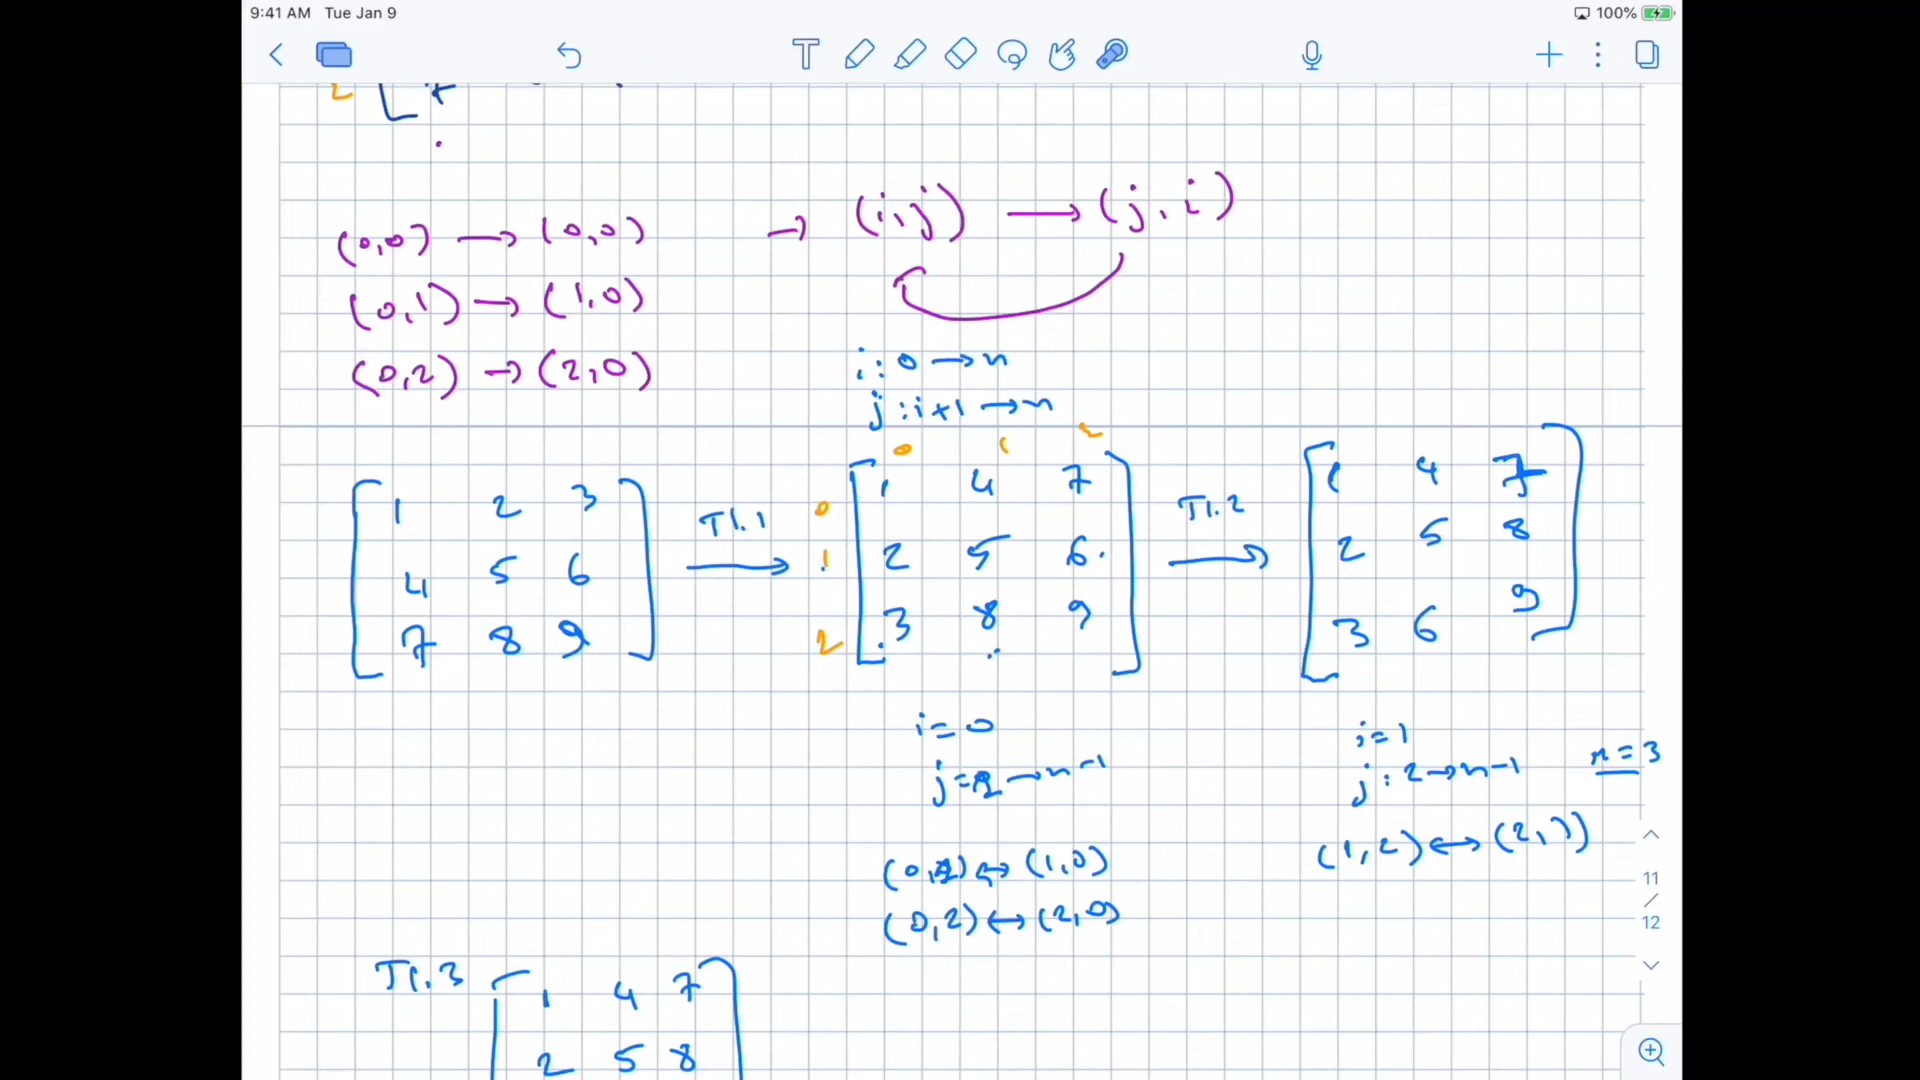 9:41 AM Tue Jan 9
100%
2
(0,0) → (0,0)
→ (i,j) → (j,i)
(0,1) → (1,0)
(0,2) → (2,0)
i : 0 → n
j : i+1 → n
0 1 2
1 2 3
4 5 6
7 8 9
T1.1
0 1 4 7
1 2 5 6
2 3 8 9
T1.2
1 4 7
2 5 8
3 6 9
i = 0
j = 1 → n-1
(0,1) ↔ (1,0)
(0,2) ↔ (2,0)
i = 1
j : 2 → n-1
n = 3
(1,2) ↔ (2,1)
11
/
12
T1.3
1 4 7
2 5 8